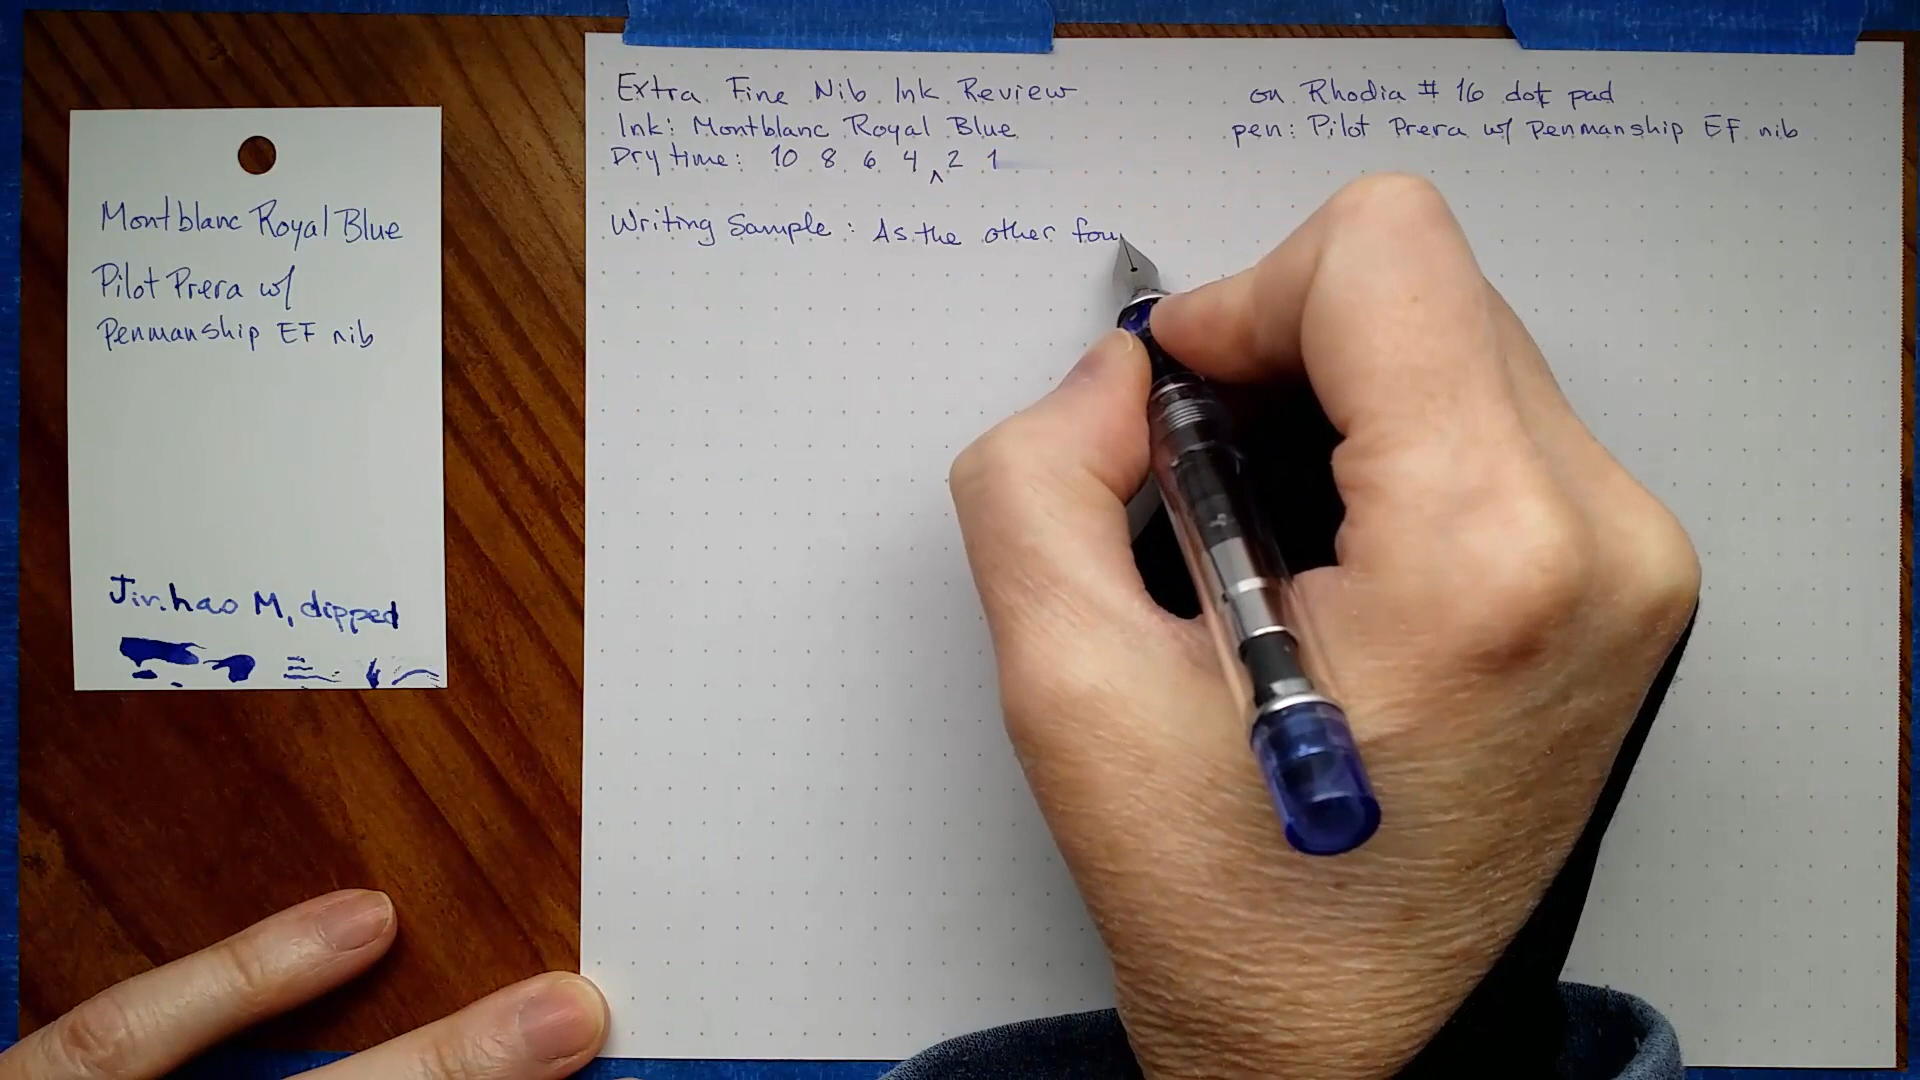 Montblanc Royal Blue
Pilot Prera w/
Penmanship EF nib
Jinhao M, dipped
Extra Fine Nib Ink Review
Ink: Montblanc Royal Blue
Dry time: 10 8 6 4 ^ 2 1
on Rhodia # 16 dot pad
pen: Pilot Prera w/ Penmanship EF nib
Writing Sample: As the other fou